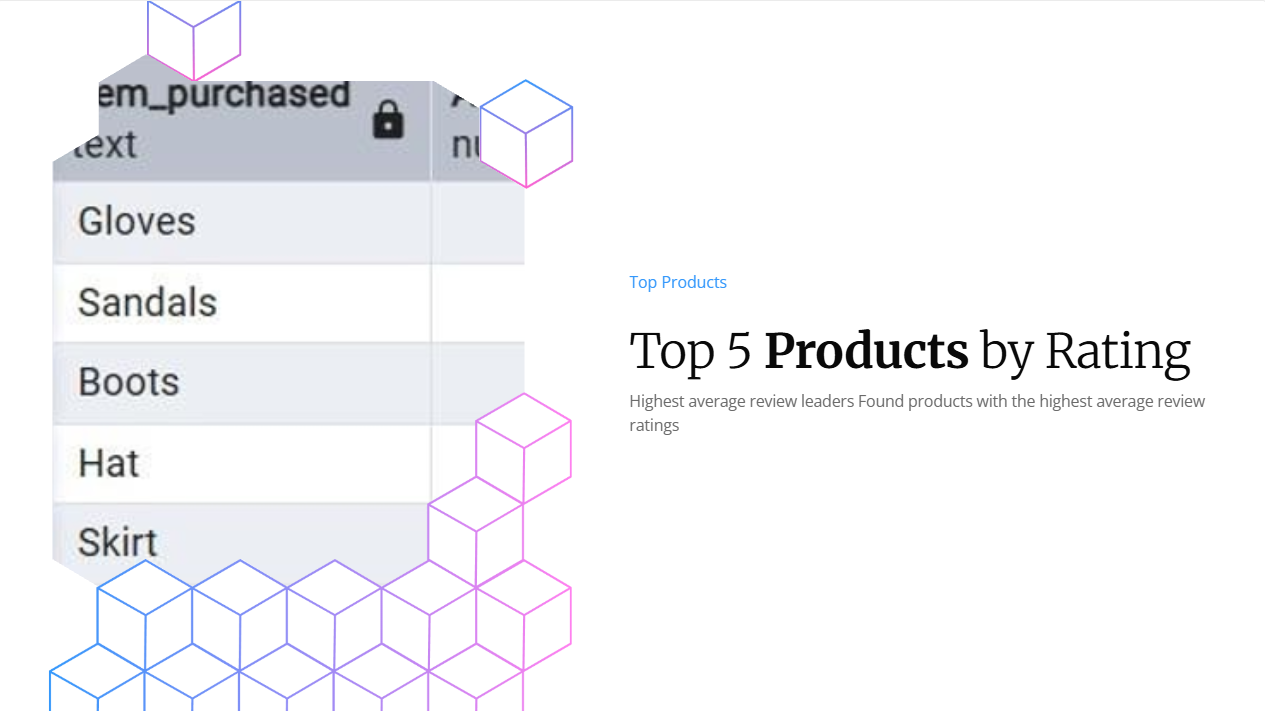 em_purchased
text
Gloves
Sandals
Boots
Hat
Skirt
Top Products
Top 5 Products by Rating
Highest average review leaders Found products with the highest average review
ratings